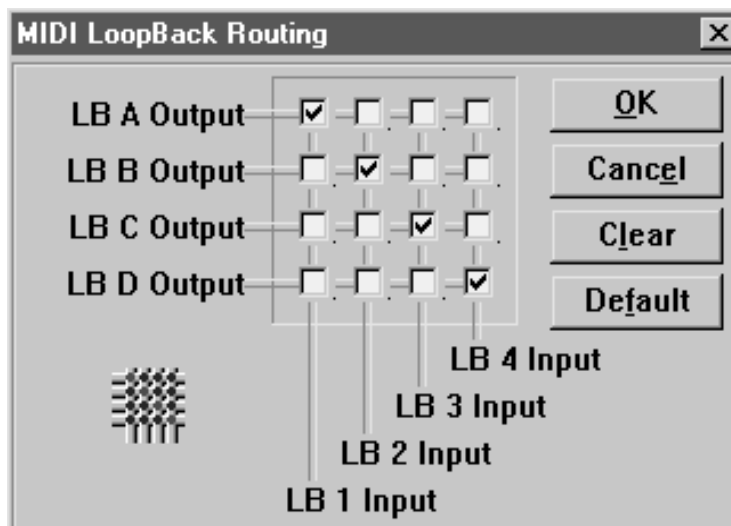 MIDI LoopBack Routing
LB A Output
LB B Output
LB C Output
LB D Output
OK
Cancel
Clear
Default
LB 4 Input
LB 3 Input
LB 2 Input
LB 1 Input